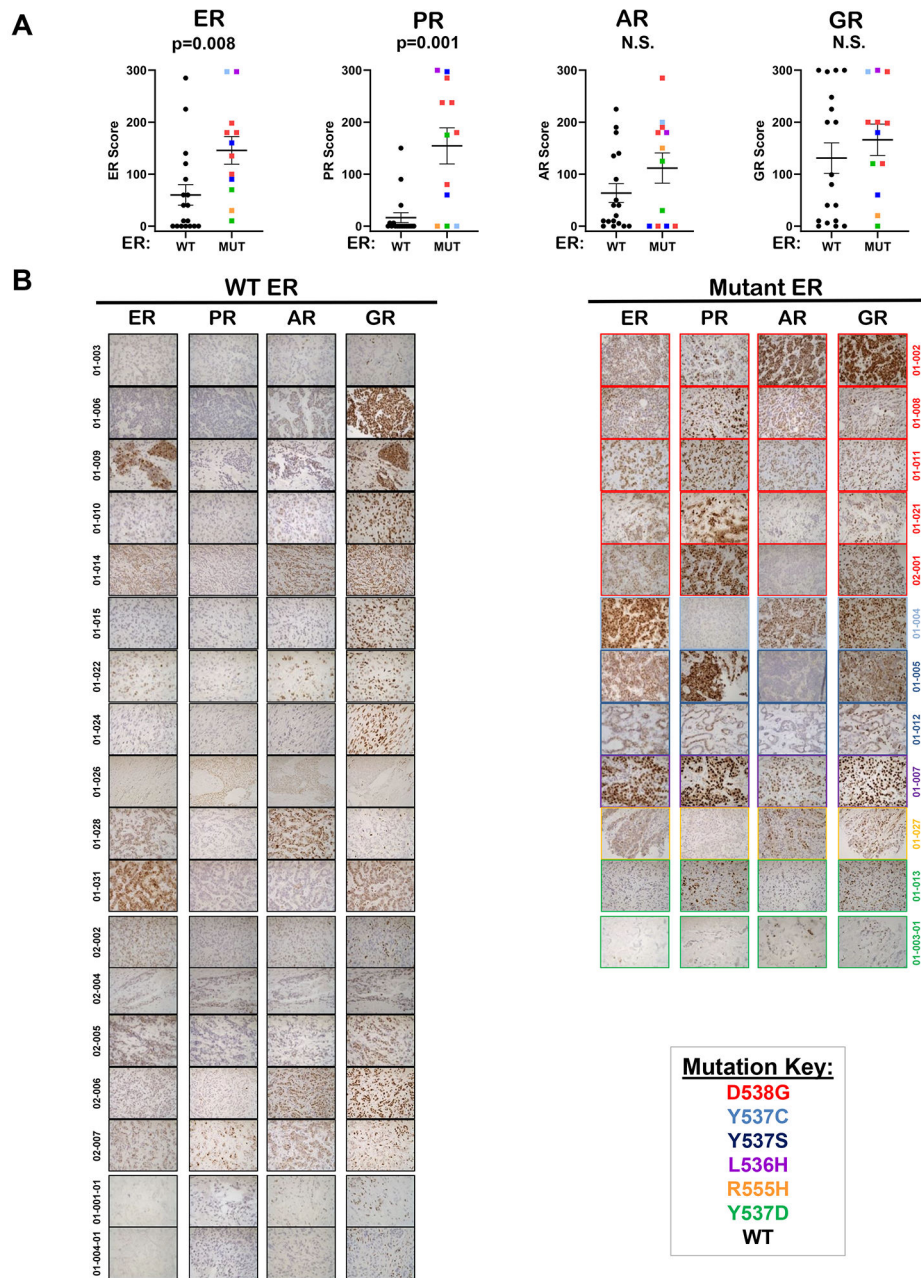 A
ER
p=0.008
PR
p=0.001
AR
N.S.
GR
N.S.
ER Score
300
200
100
0
ER:
WT
MUT
PR Score
300
200
100
0
ER:
WT
MUT
AR Score
300
200
100
0
ER:
WT
MUT
GR Score
300
200
100
0
ER:
WT
MUT
B
WT ER
ER
PR
AR
GR
01-003
01-006
01-009
01-010
01-014
01-015
01-022
01-024
01-026
01-028
01-031
02-002
02-004
02-005
02-006
02-007
01-001-01
01-004-01
Mutant ER
ER
PR
AR
GR
01-002
01-008
01-011
01-021
02-001
01-004
01-005
01-012
01-007
01-027
01-013
01-003-01
Mutation Key:
D538G
Y537C
Y537S
L536H
R555H
Y537D
WT